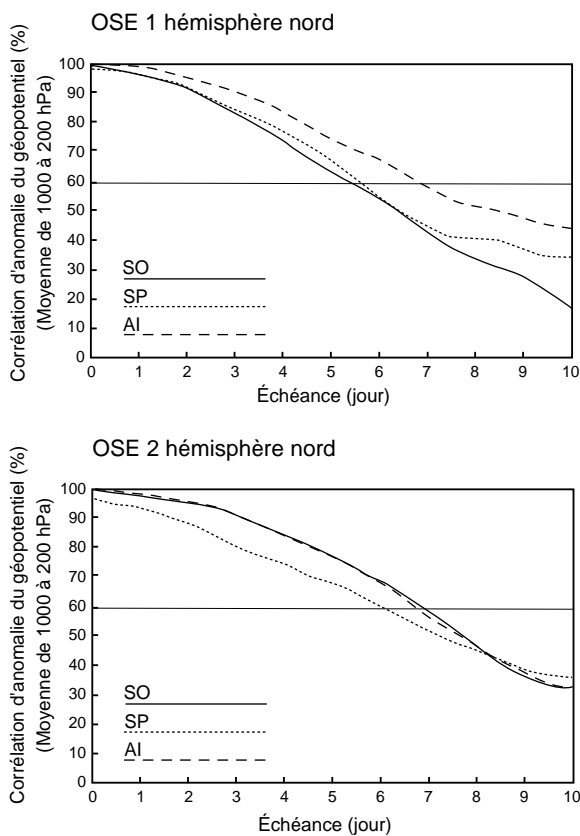 OSE 1 hémisphère nord
Corrélation d'anomalie du géopotentiel (%)
(Moyenne de 1000 à 200 hPa)
100
90
80
70
60
50
40
30
20
10
0
SO
SP
AI
0 1 2 3 4 5 6 7 8 9 10
Échéance (jour)
OSE 2 hémisphère nord
Corrélation d'anomalie du géopotentiel (%)
(Moyenne de 1000 à 200 hPa)
100
90
80
70
60
50
40
30
20
10
0
SO
SP
AI
0 1 2 3 4 5 6 7 8 9 10
Échéance (jour)